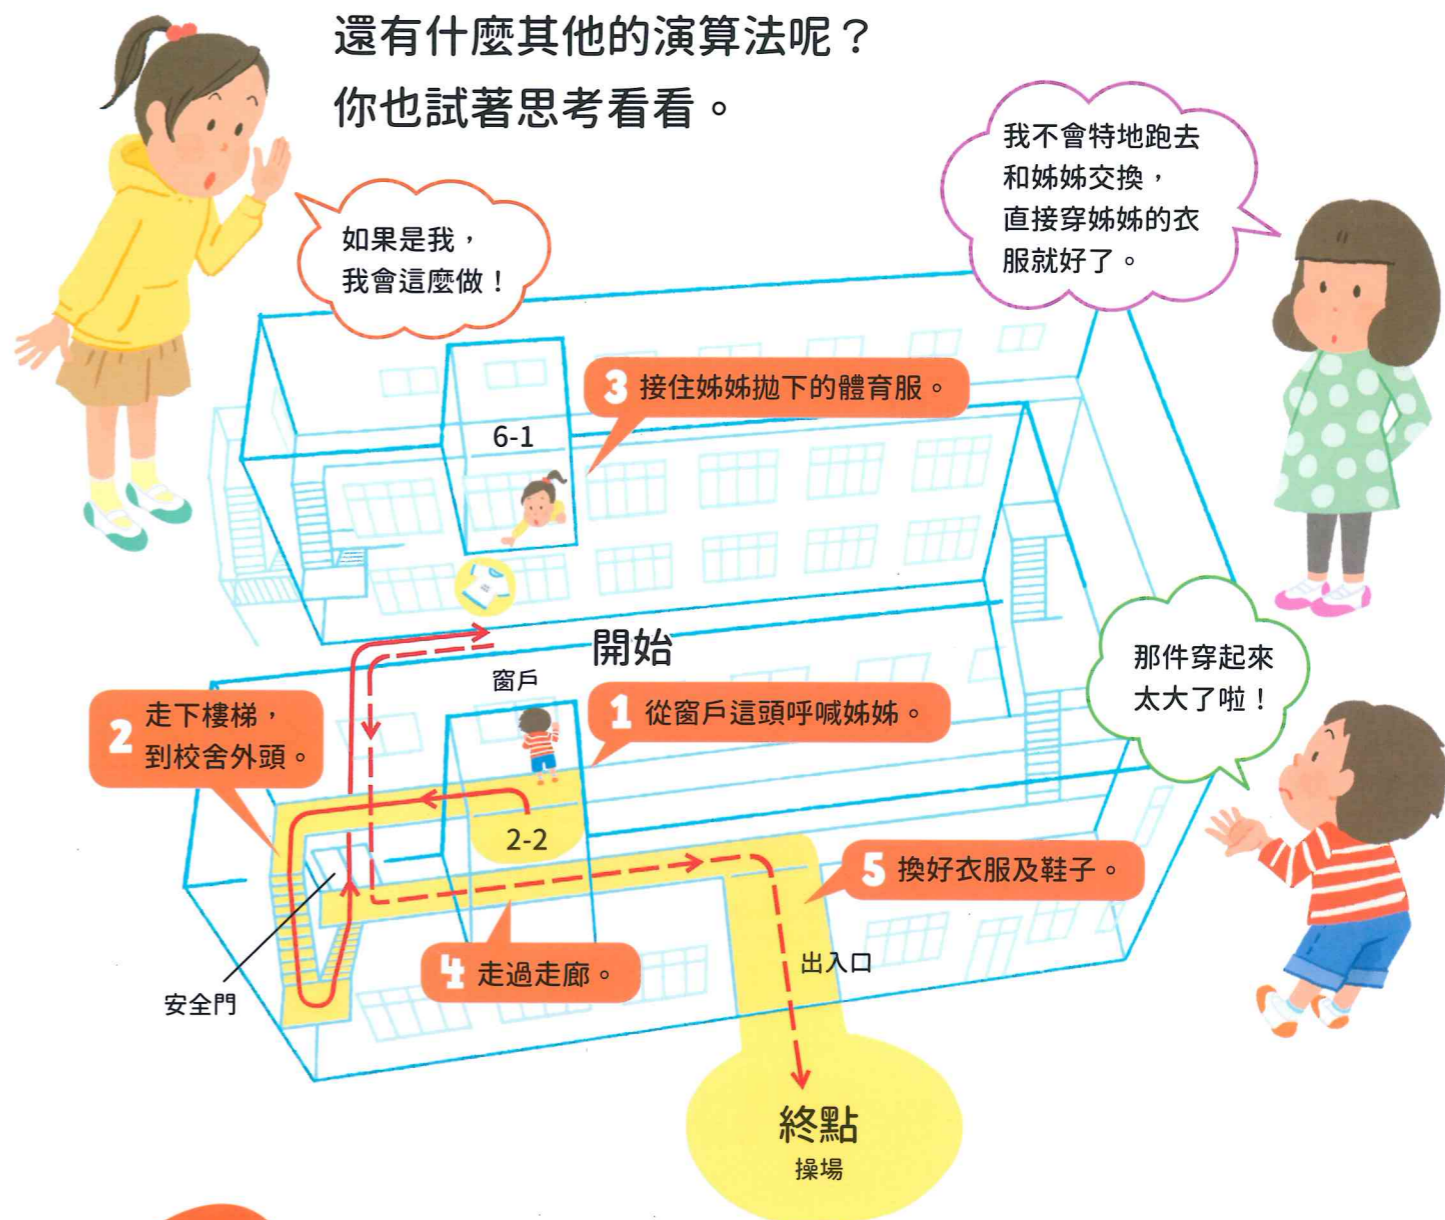 還有什麼其他的演算法呢?
你也試著思考看看。
如果是我,
我會這麼做!
我不會特地跑去
和姊姊交換,
直接穿姊姊的衣
服就好了。
3 接住姊姊拋下的體育服。
6-1
開始
窗戶
1 從窗戶這頭呼喊姊姊。
那件穿起來
太大了啦!
2 走下樓梯,
到校舍外頭。
2-2
5 換好衣服及鞋子。
4 走過走廊。
出入口
安全門
終點
操場